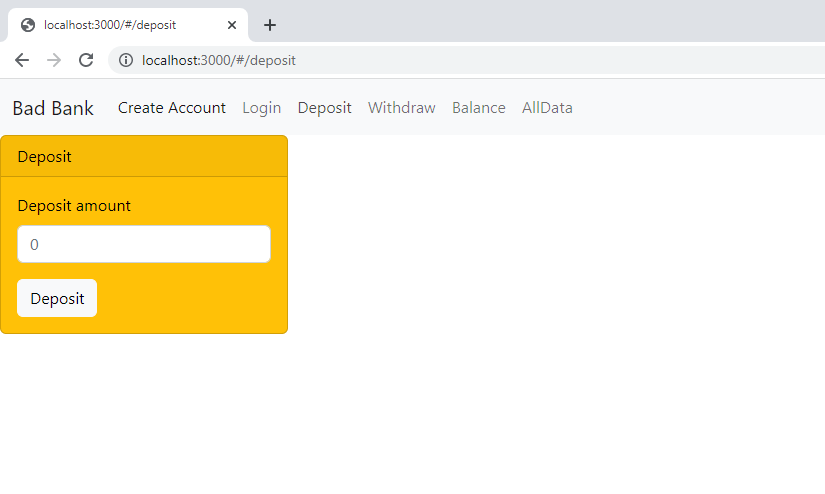 localhost:3000/#/deposit
localhost:3000/#/deposit
Bad Bank Create Account Login Deposit Withdraw Balance AllData
Deposit
Deposit amount
0
Deposit